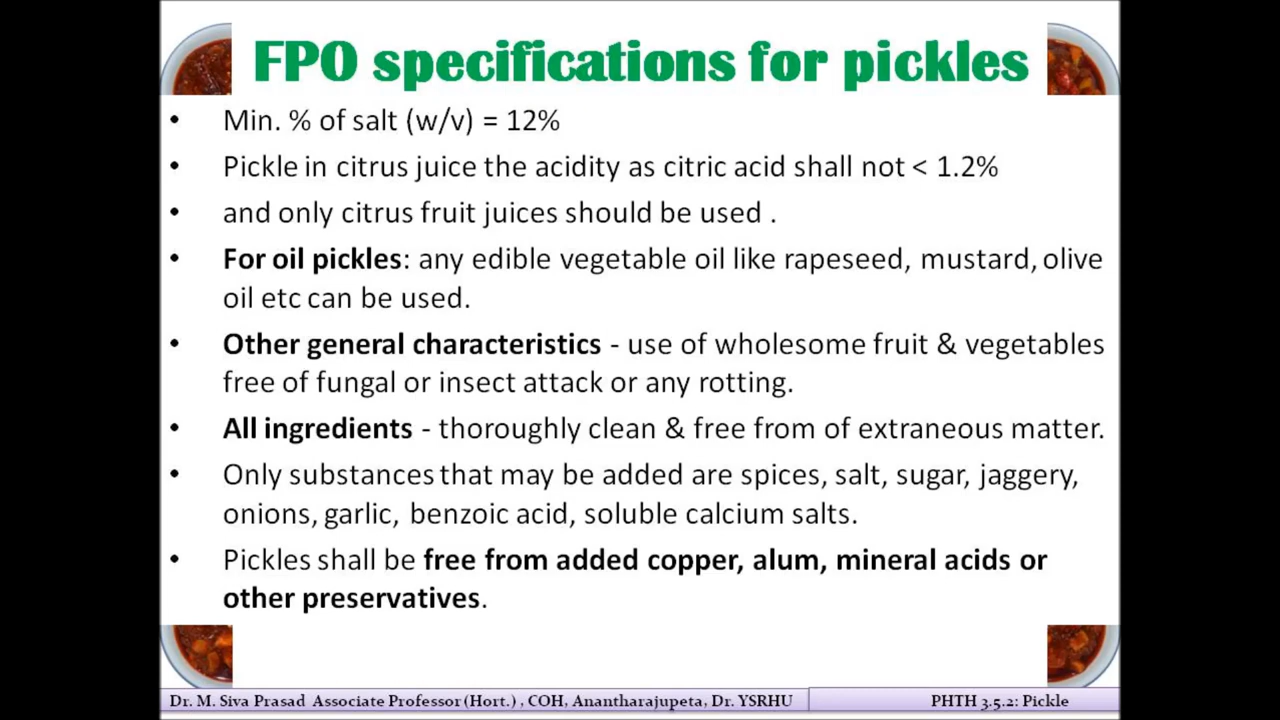 FPO specifications for pickles
• Min. % of salt (w/v) = 12%
• Pickle in citrus juice the acidity as citric acid shall not < 1.2%
• and only citrus fruit juices should be used .
• For oil pickles: any edible vegetable oil like rapeseed, mustard, olive
oil etc can be used.
• Other general characteristics - use of wholesome fruit & vegetables
free of fungal or insect attack or any rotting.
• All ingredients - thoroughly clean & free from of extraneous matter.
• Only substances that may be added are spices, salt, sugar, jaggery,
onions, garlic, benzoic acid, soluble calcium salts.
• Pickles shall be free from added copper, alum, mineral acids or
other preservatives.
Dr. M. Siva Prasad Associate Professor (Hort.) , COH, Anantharajupeta, Dr. YSRHU
PHTH 3.5.2: Pickle